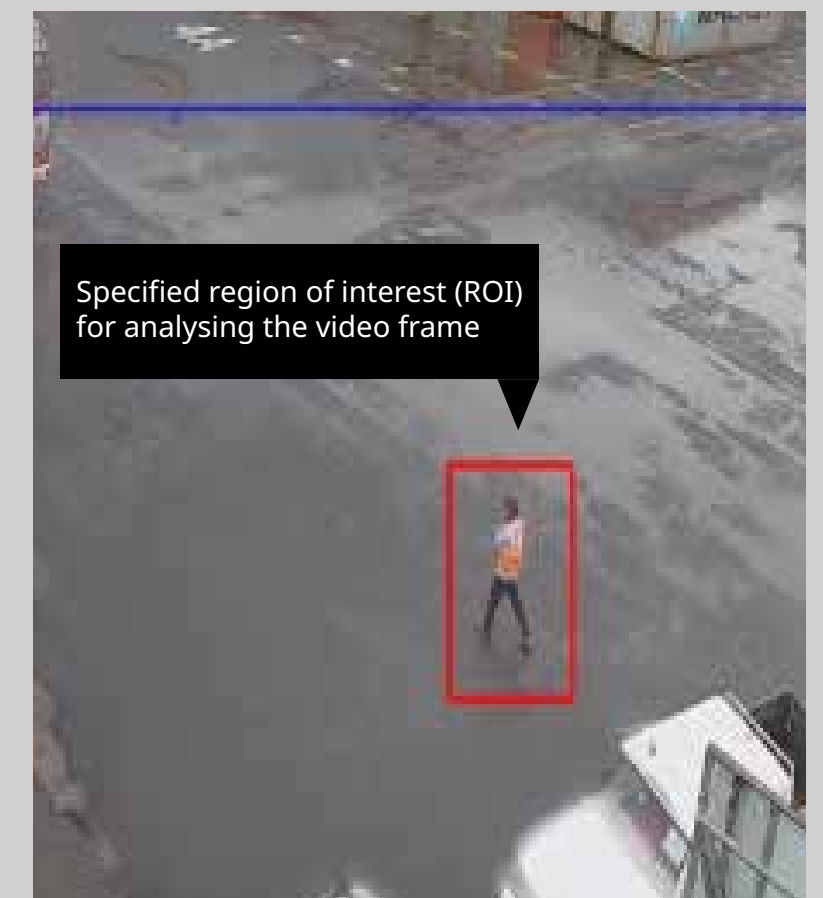 Specified region of interest (ROI)
for analysing the video frame